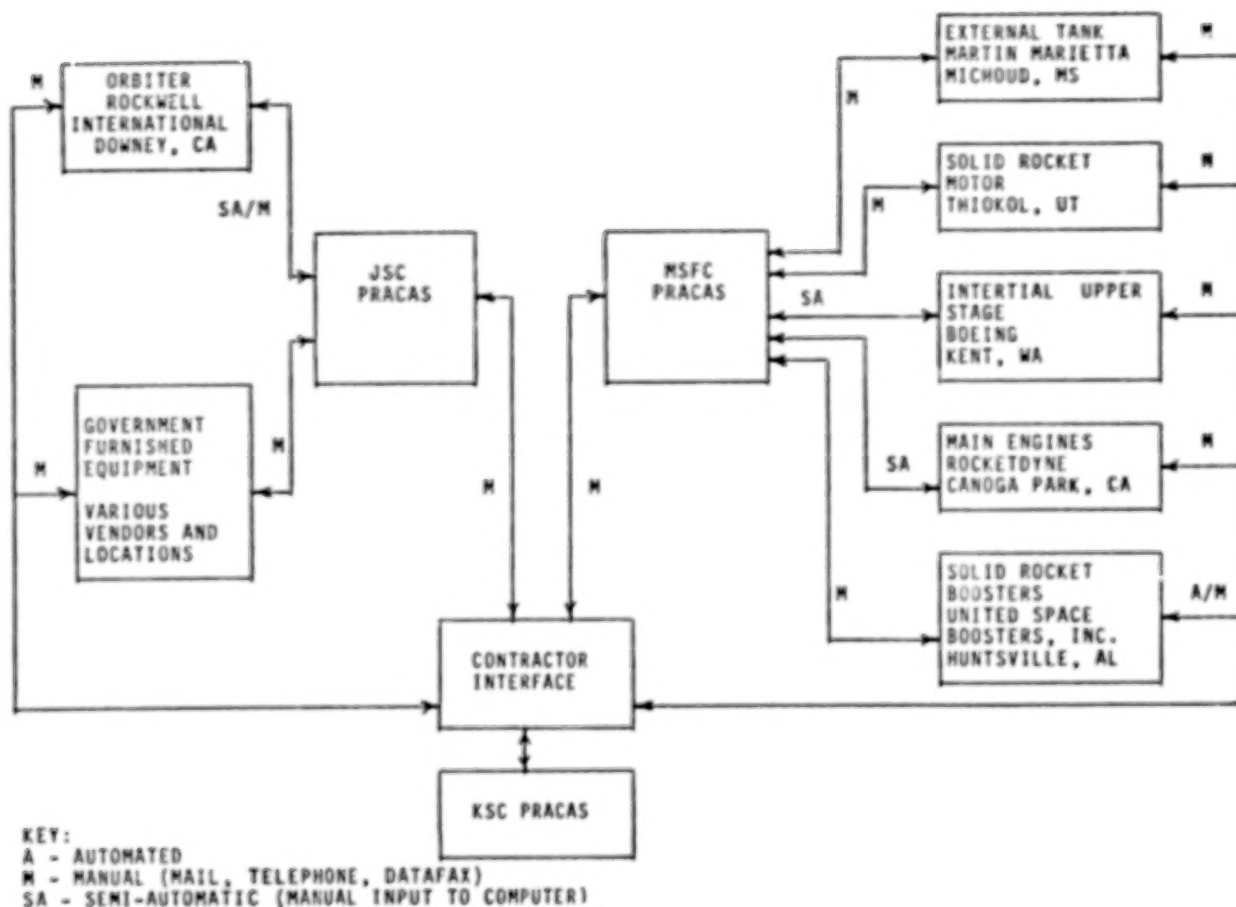 M
ORBITER
ROCKWELL
INTERNATIONAL
DOWNEY, CA
SA/M
JSC
PRACAS
M
GOVERNMENT
FURNISHED
EQUIPMENT
VARIOUS
VENDORS AND
LOCATIONS
M
M
MSFC
PRACAS
M
M
SA
SA
M
EXTERNAL TANK
MARTIN MARIETTA
MICHOUD, MS
M
SOLID ROCKET
MOTOR
THIOKOL, UT
M
INTERTIAL UPPER
STAGE
BOEING
KENT, WA
M
MAIN ENGINES
ROCKETDYNE
CANOGA PARK, CA
M
SOLID ROCKET
BOOSTERS
UNITED SPACE
BOOSTERS, INC.
HUNTSVILLE, AL
A/M
M
M
CONTRACTOR
INTERFACE
KSC PRACAS
KEY:
A - AUTOMATED
M - MANUAL (MAIL, TELEPHONE, DATAFAX)
SA - SEMI-AUTOMATIC (MANUAL INPUT TO COMPUTER)